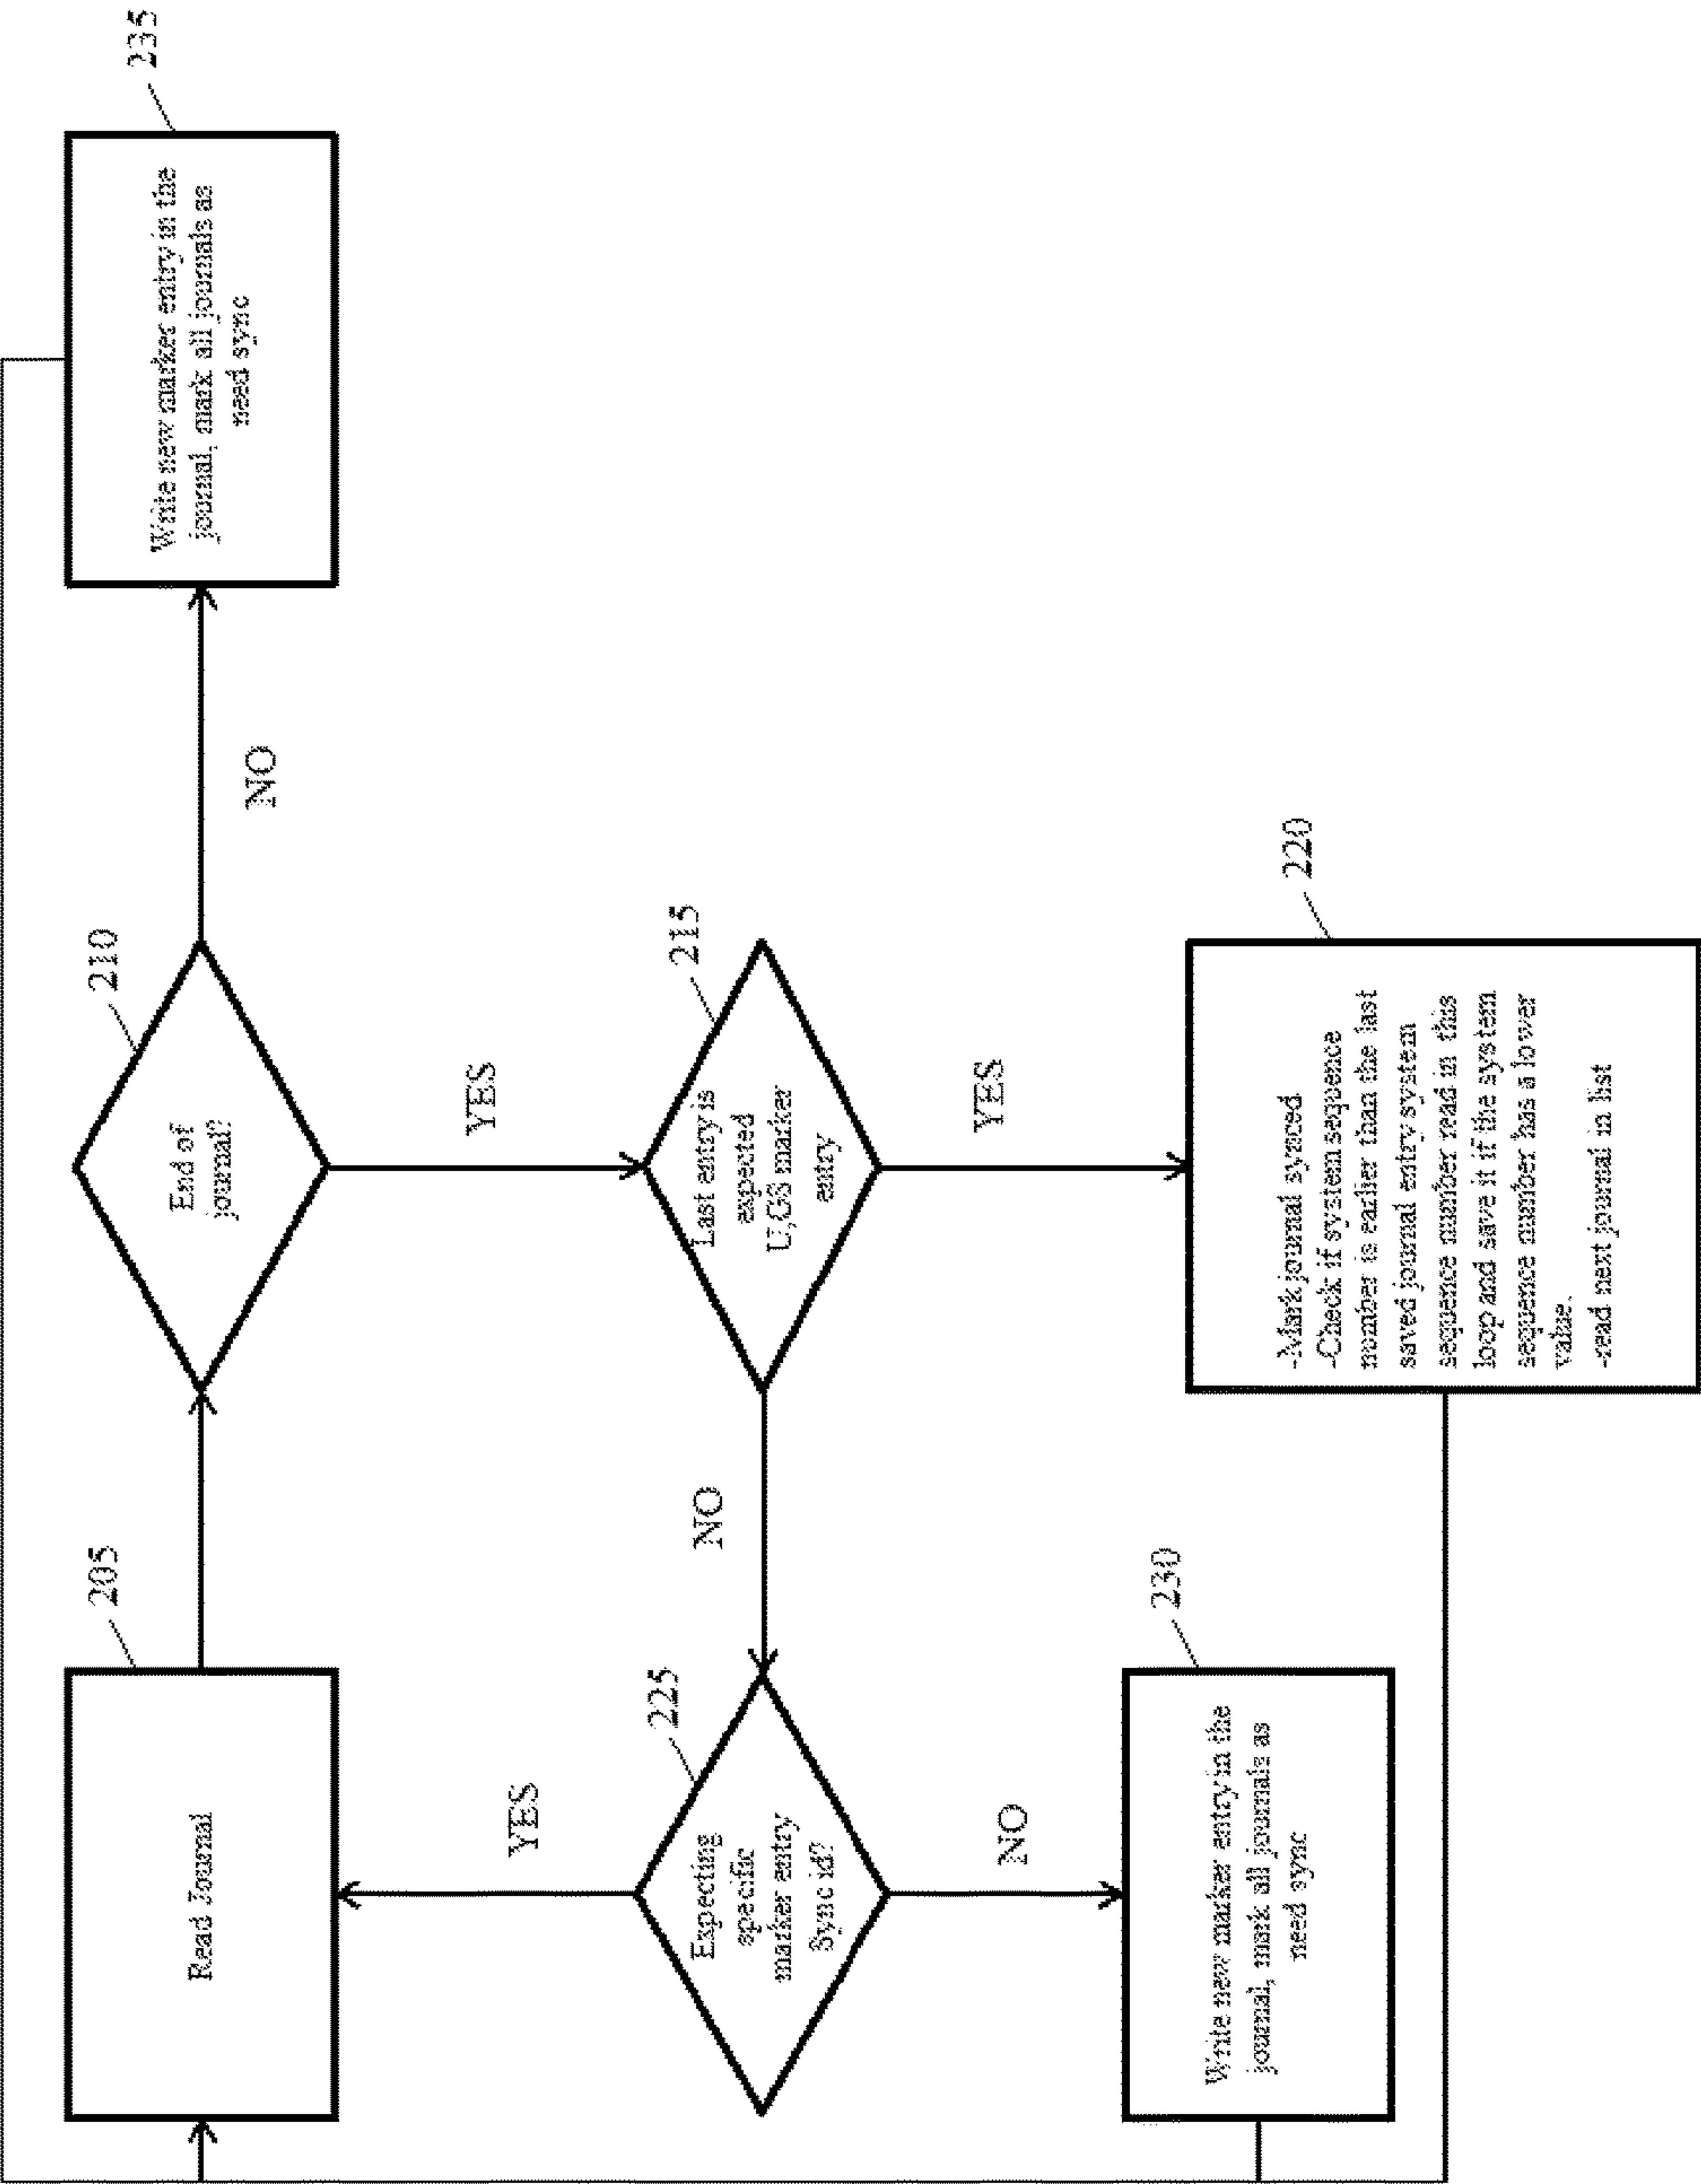 205
Read Journal
210
End of
journal?
NO
235
Write new marker entry in the
journal, mark all journals as
need sync
YES
225
Expecting
specific
marker entry
Sync id?
YES
NO
215
Last entry is
expected
U,GS marker
entry
NO
YES
230
Write new marker entry in the
journal, mark all journals as
need sync
220
-Mark journal synced
-Check if system sequence
number is earlier than the last
saved journal entry system
sequence number read in this
loop and save it if the system
sequence number has a lower
value.
-read next journal in list